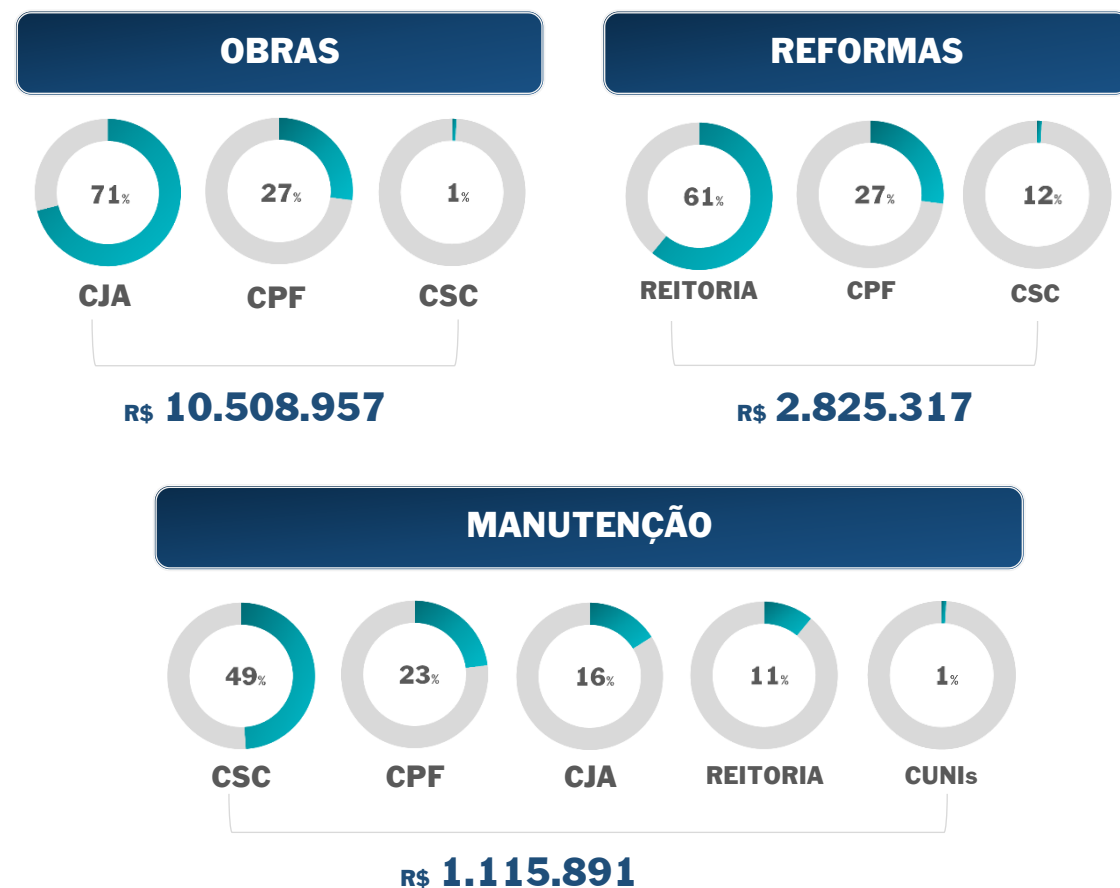 OBRAS
71%
27%
1%
CJA
CPF
CSC
R$ 10.508.957
REFORMAS
61%
27%
12%
REITORIA
CPF
CSC
R$ 2.825.317
MANUTENÇÃO
49%
23%
16%
11%
1%
CSC
CPF
CJA
REITORIA
CUNIs
R$ 1.115.891